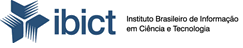 ibict
Instituto Brasileiro de Informação
em Ciência e Tecnologia